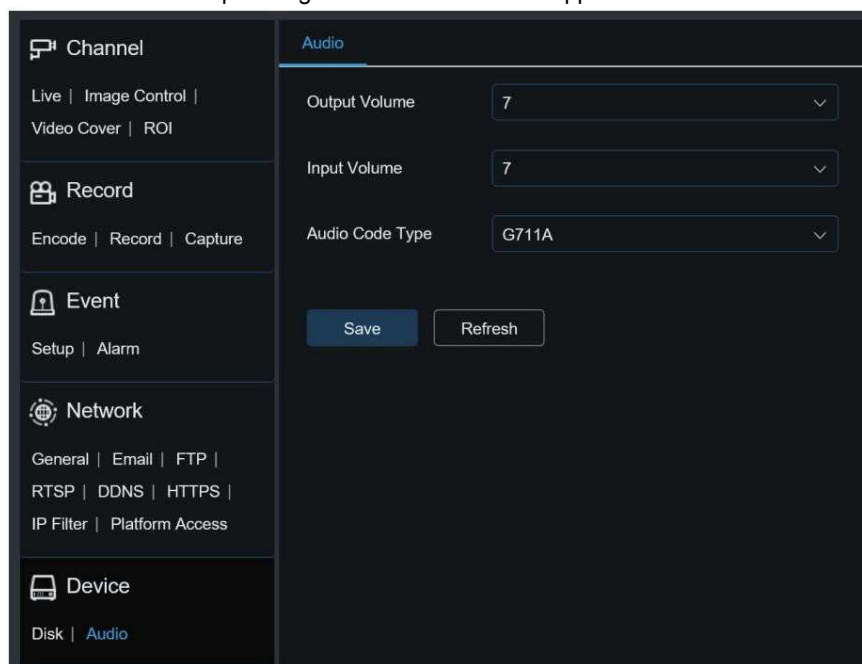 Channel
Live | Image Control |
Video Cover | ROI
Record
Encode | Record | Capture
Event
Setup | Alarm
Network
General | Email | FTP |
RTSP | DDNS | HTTPS |
IP Filter | Platform Access
Device
Disk | Audio
Audio
Output Volume 7
Input Volume 7
Audio Code Type G711A
Save Refresh